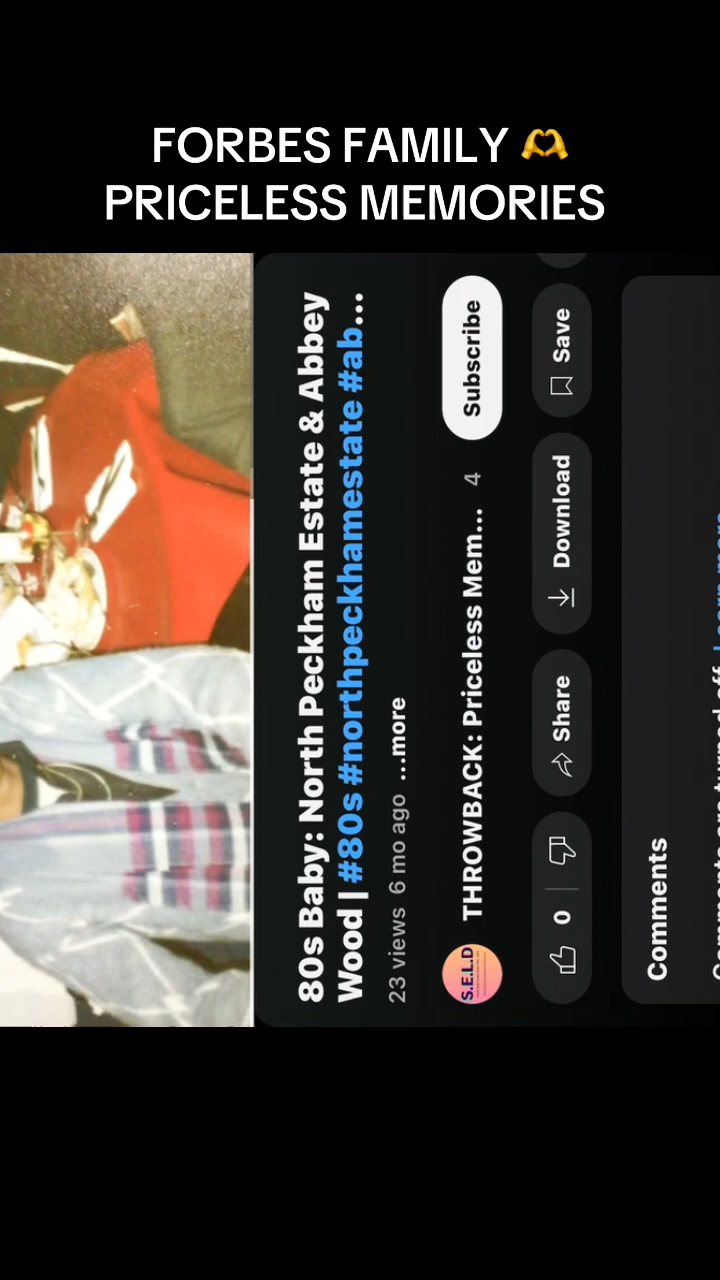 FORBES FAMILY 🫶
PRICELESS MEMORIES
80s Baby: North Peckham Estate & Abbey
Wood | #80s #northpeckhamestate #ab...
23 views 6 mo ago ...more
S.E.L.D
THROWBACK: Priceless Mem... 4
Subscribe
0
Share
Download
Save
Comments